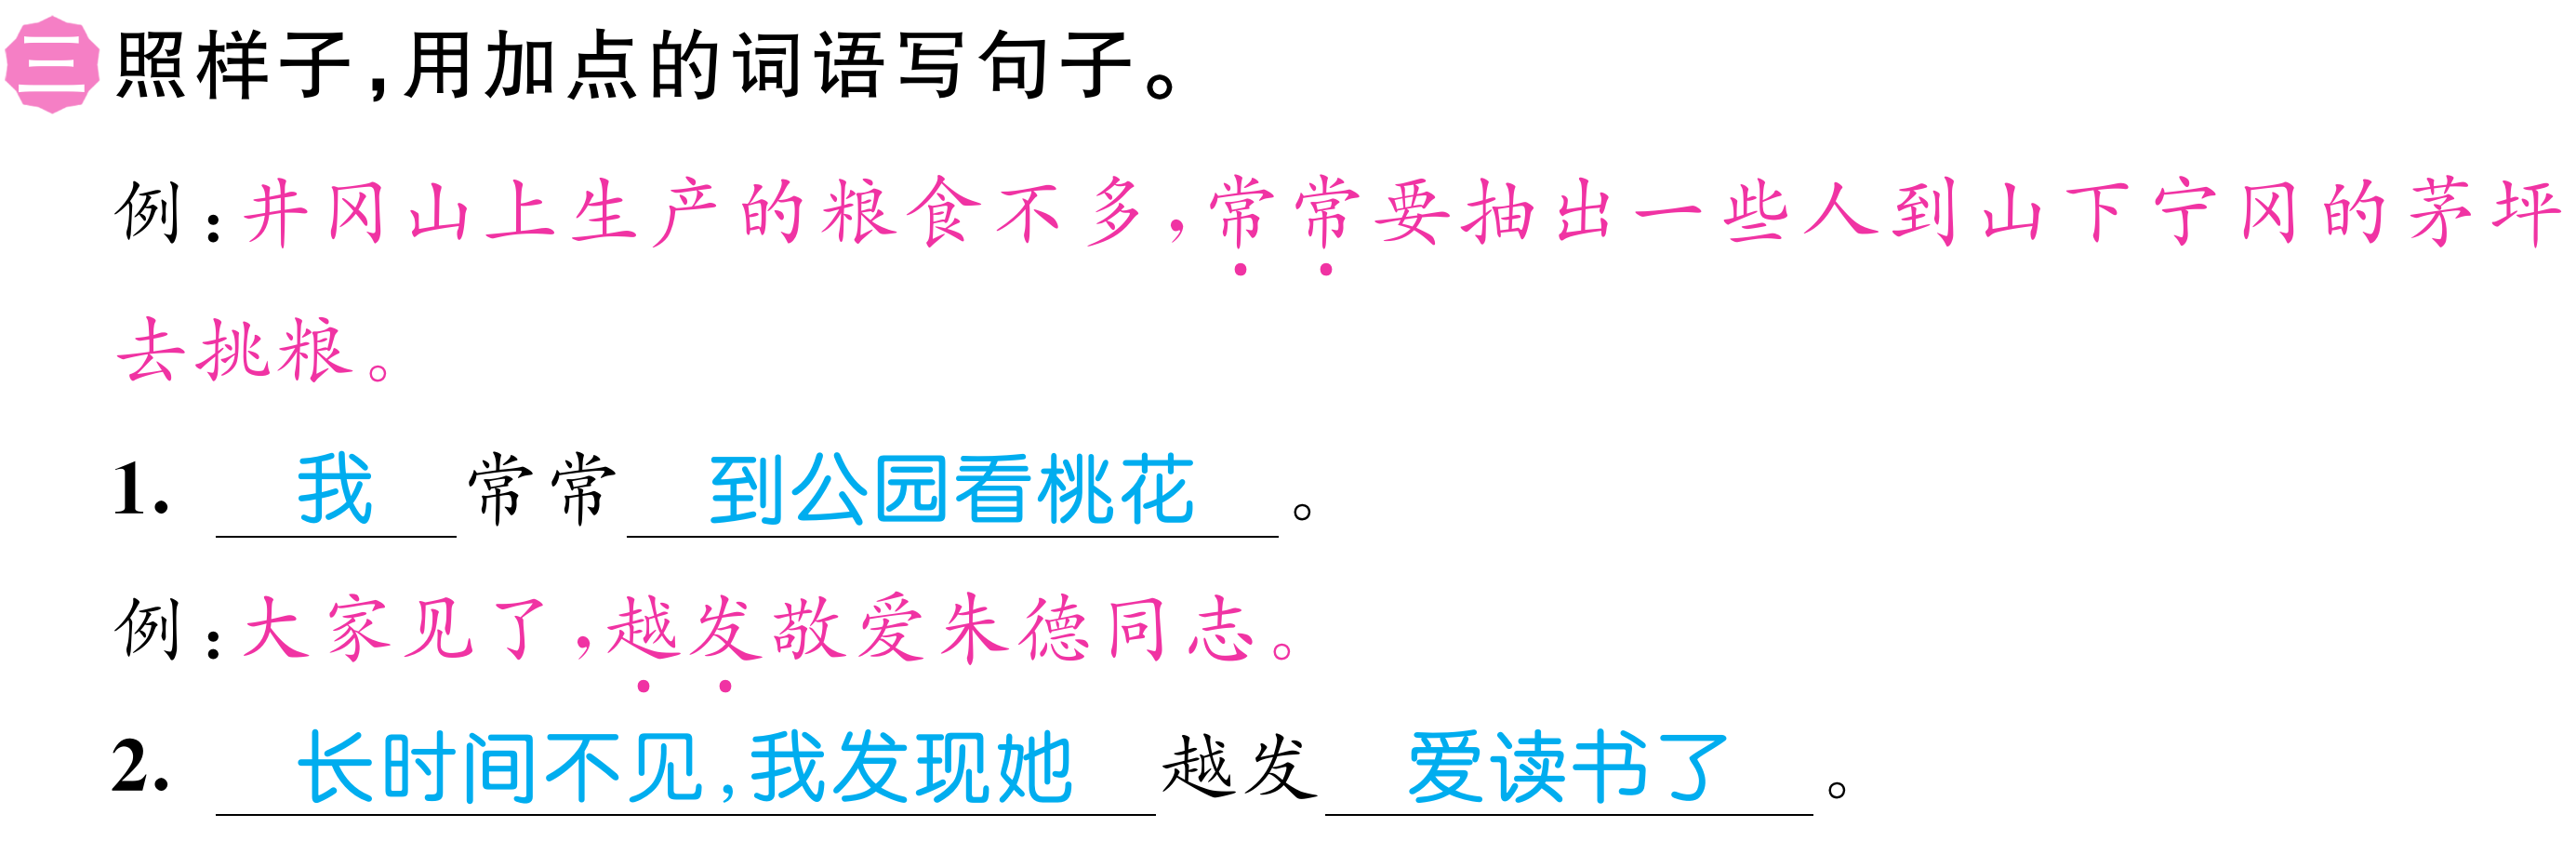 三 照样子,用加点的词语写句子。
例:井冈山上生产的粮食不多,常常要抽出一些人到山下宁冈的茅坪
去挑粮。
1. 我常常到公园看桃花。
例:大家见了,越发敬爱朱德同志。
2. 长时间不见,我发现她越发爱读书了。